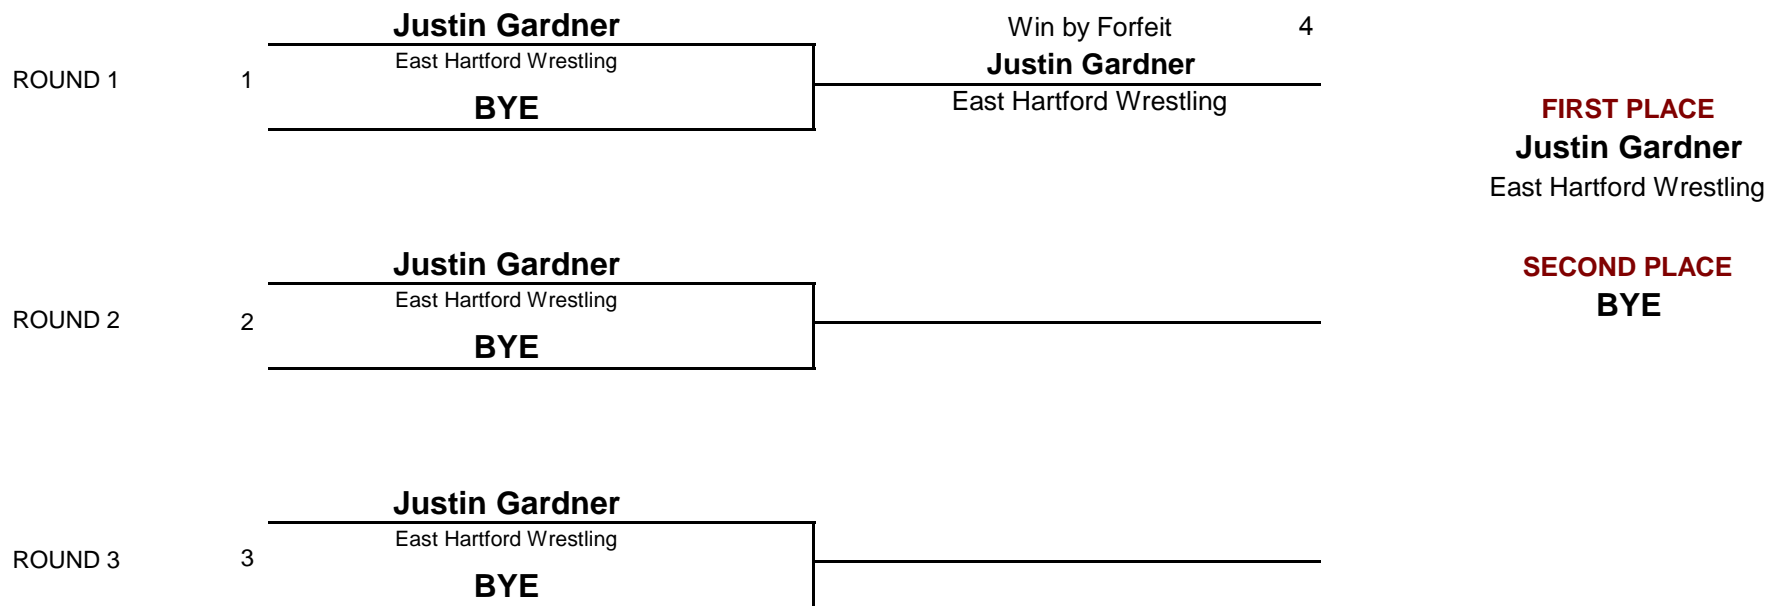 Justin Gardner
East Hartford Wrestling
ROUND 1
1
BYE
Win by Forfeit 4
Justin Gardner
East Hartford Wrestling
FIRST PLACE
Justin Gardner
East Hartford Wrestling
Justin Gardner
East Hartford Wrestling
ROUND 2
2
BYE
SECOND PLACE
BYE
Justin Gardner
East Hartford Wrestling
ROUND 3
3
BYE